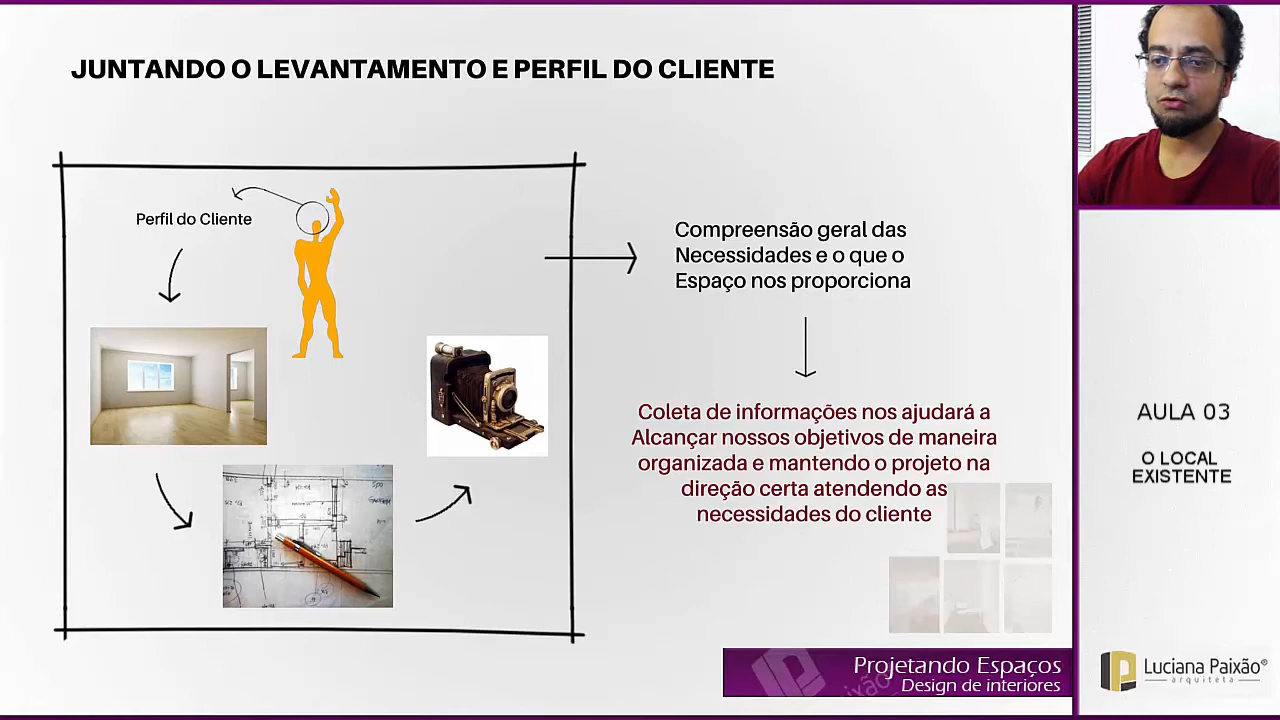 JUNTANDO O LEVANTAMENTO E PERFIL DO CLIENTE
Perfil do Cliente
Compreensão geral das
Necessidades e o que o
Espaço nos proporciona
Coleta de informações nos ajudará a
Alcançar nossos objetivos de maneira
organizada e mantendo o projeto na
direção certa atendendo as
necessidades do cliente
AULA 03
O LOCAL
EXISTENTE
Projetando Espaços
Design de interiores
Luciana Paixão®
arquiteta